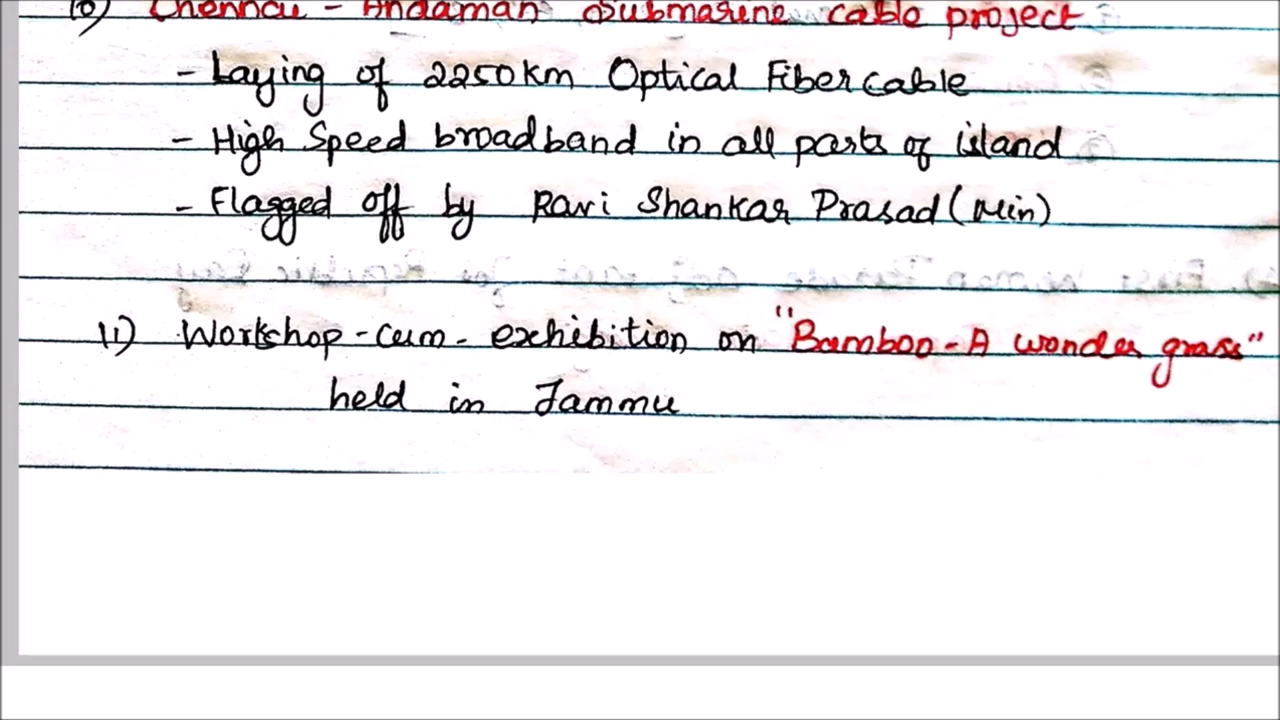 10) Chennai - Andaman Submarine cable project
- Laying of 2250km Optical Fiber cable
- High Speed broadband in all parts of island
- Flagged off by Ravi Shankar Prasad (Min)
11) Workshop-cum-exhibition on "Bamboo-A wonder grass"
held in Jammu